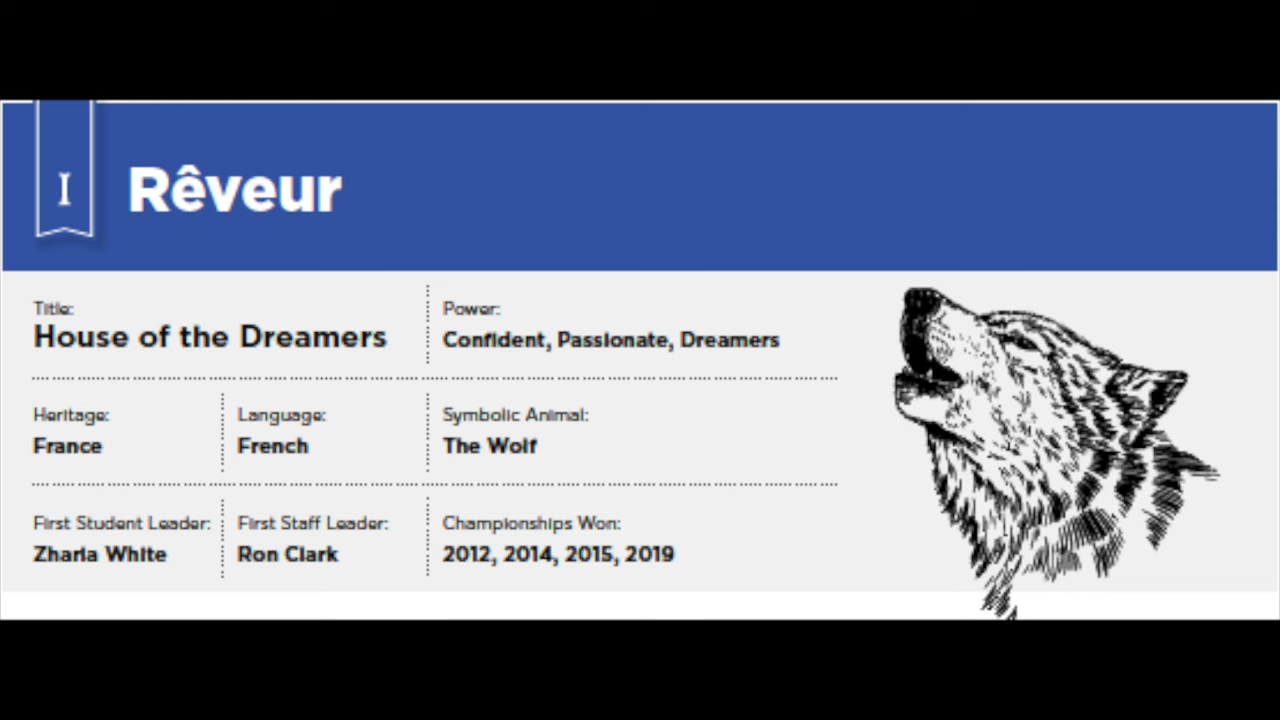 I
Rêveur
Title:
House of the Dreamers
Power:
Confident, Passionate, Dreamers
Heritage:
France
Language:
French
Symbolic Animal:
The Wolf
First Student Leader:
Zharia White
First Staff Leader:
Ron Clark
Championships Won:
2012, 2014, 2015, 2019